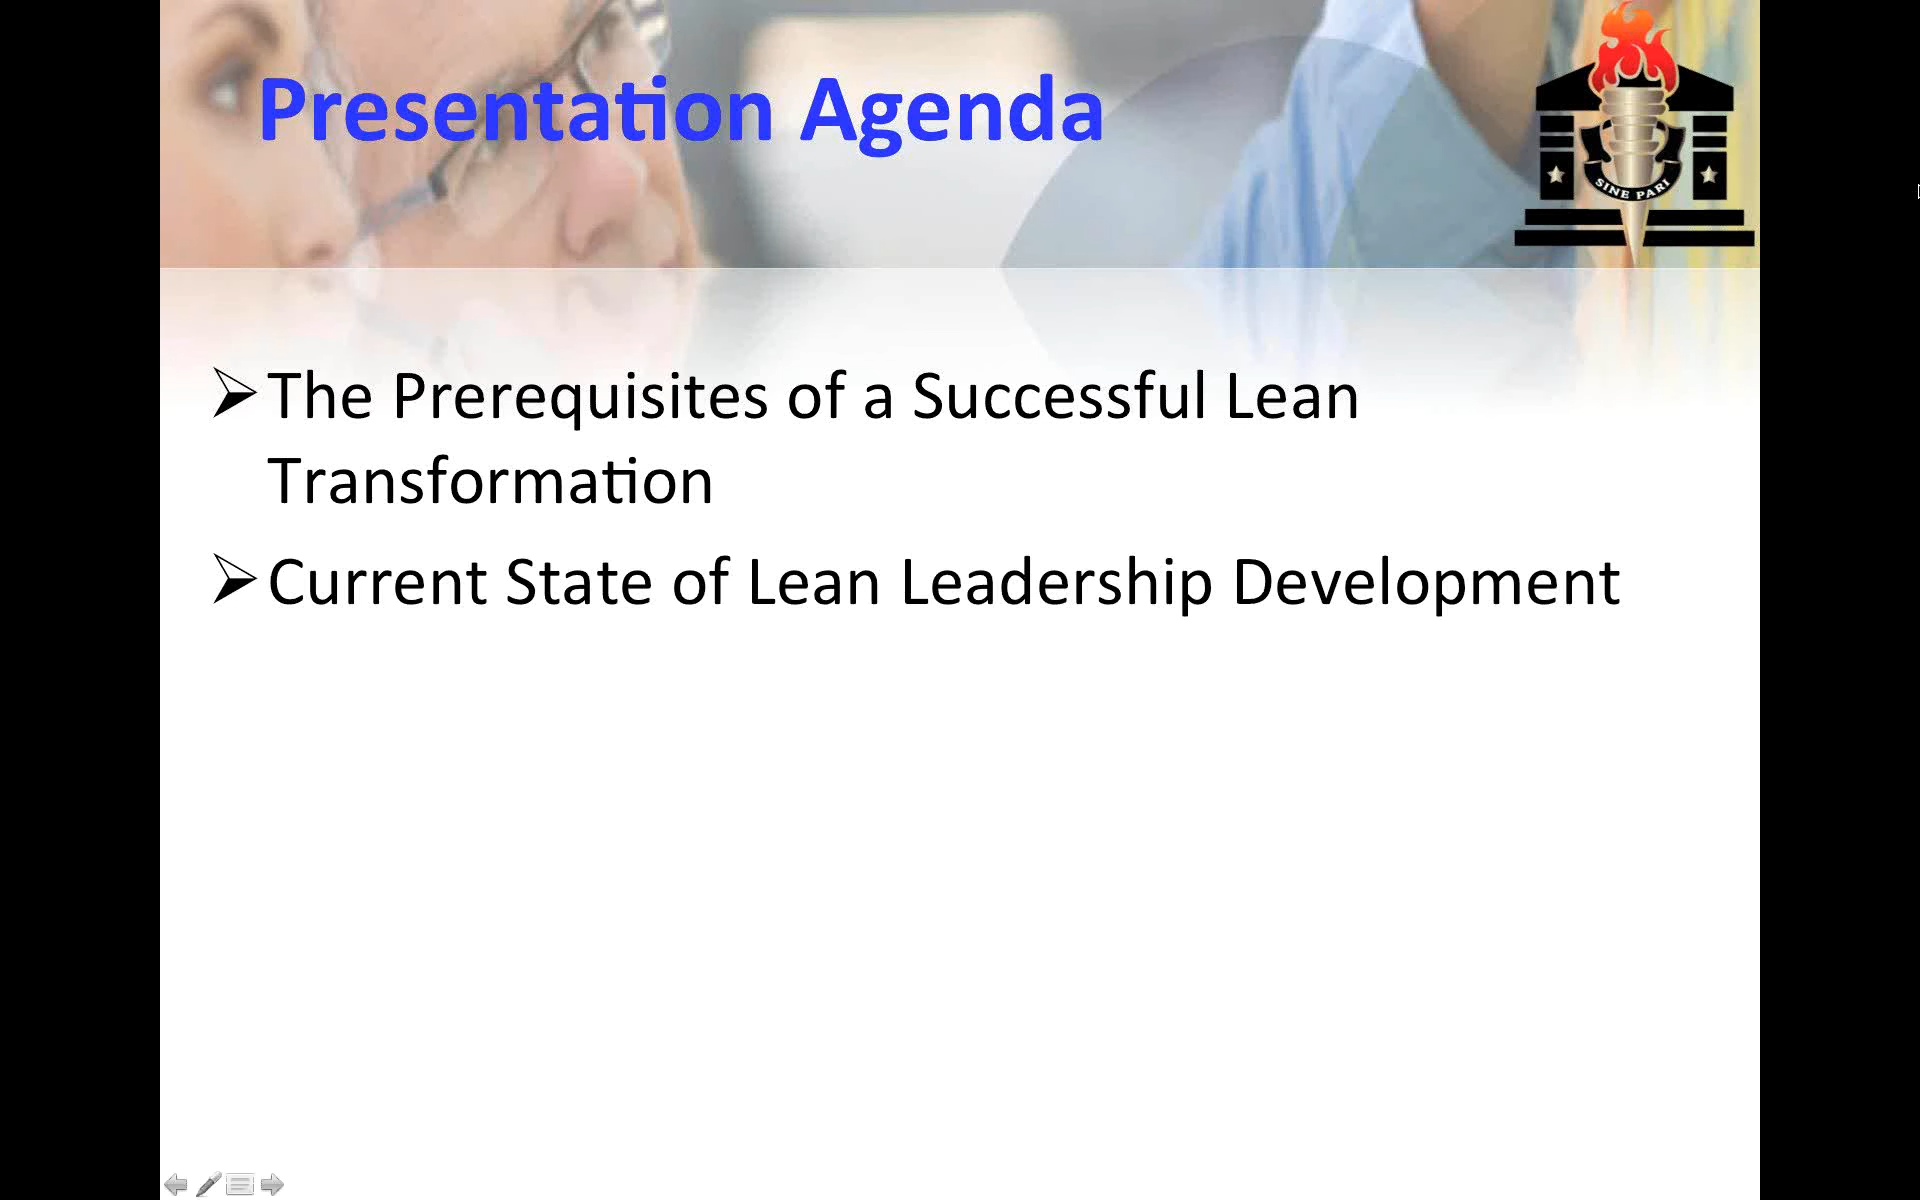 Presentation Agenda
SINE PARI
The Prerequisites of a Successful Lean
Transformation
Current State of Lean Leadership Development